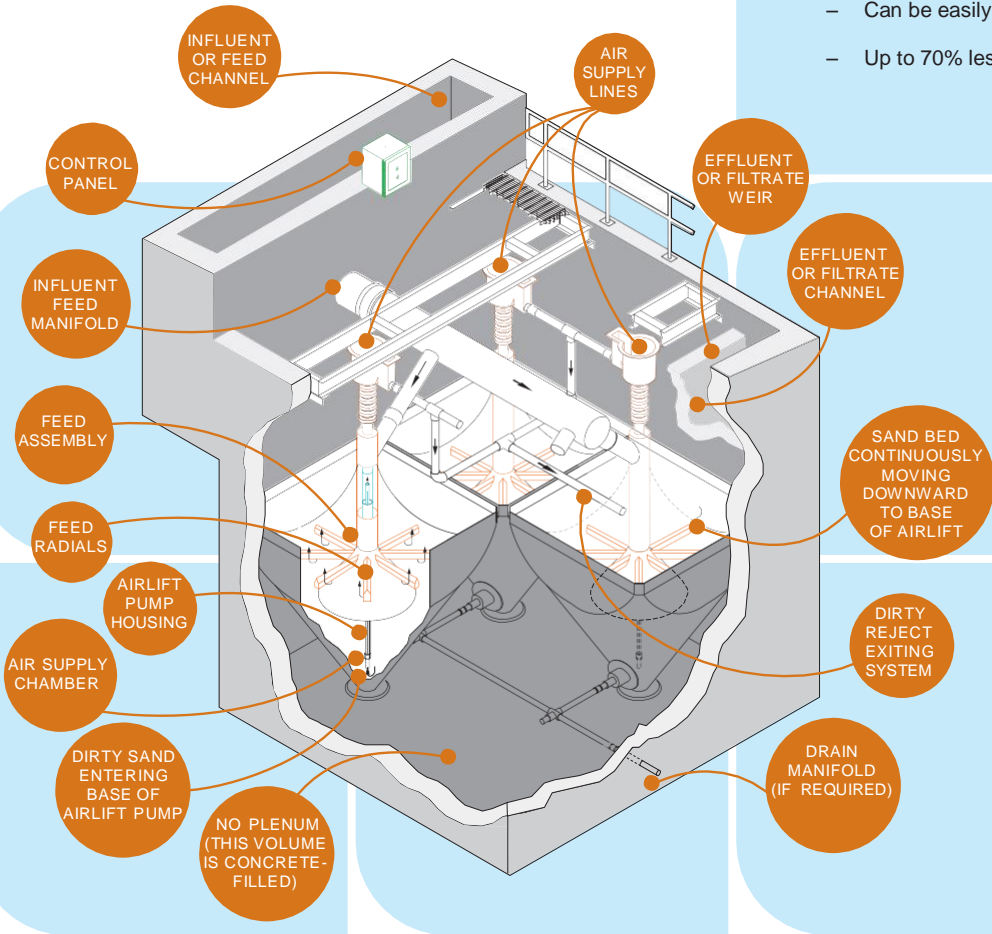 – Can be easily
– Up to 70% les
INFLUENT
OR FEED
CHANNEL
AIR
SUPPLY
LINES
CONTROL
PANEL
EFFLUENT
OR FILTRATE
WEIR
EFFLUENT
OR FILTRATE
CHANNEL
INFLUENT
FEED
MANIFOLD
FEED
ASSEMBLY
SAND BED
CONTINUOUSLY
MOVING
DOWNWARD
TO BASE
OF AIRLIFT
FEED
RADIALS
AIRLIFT
PUMP
HOUSING
DIRTY
REJECT
EXITING
SYSTEM
AIR SUPPLY
CHAMBER
DIRTY SAND
ENTERING
BASE OF
AIRLIFT PUMP
DRAIN
MANIFOLD
(IF REQUIRED)
NO PLENUM
(THIS VOLUME
IS CONCRETE-
FILLED)